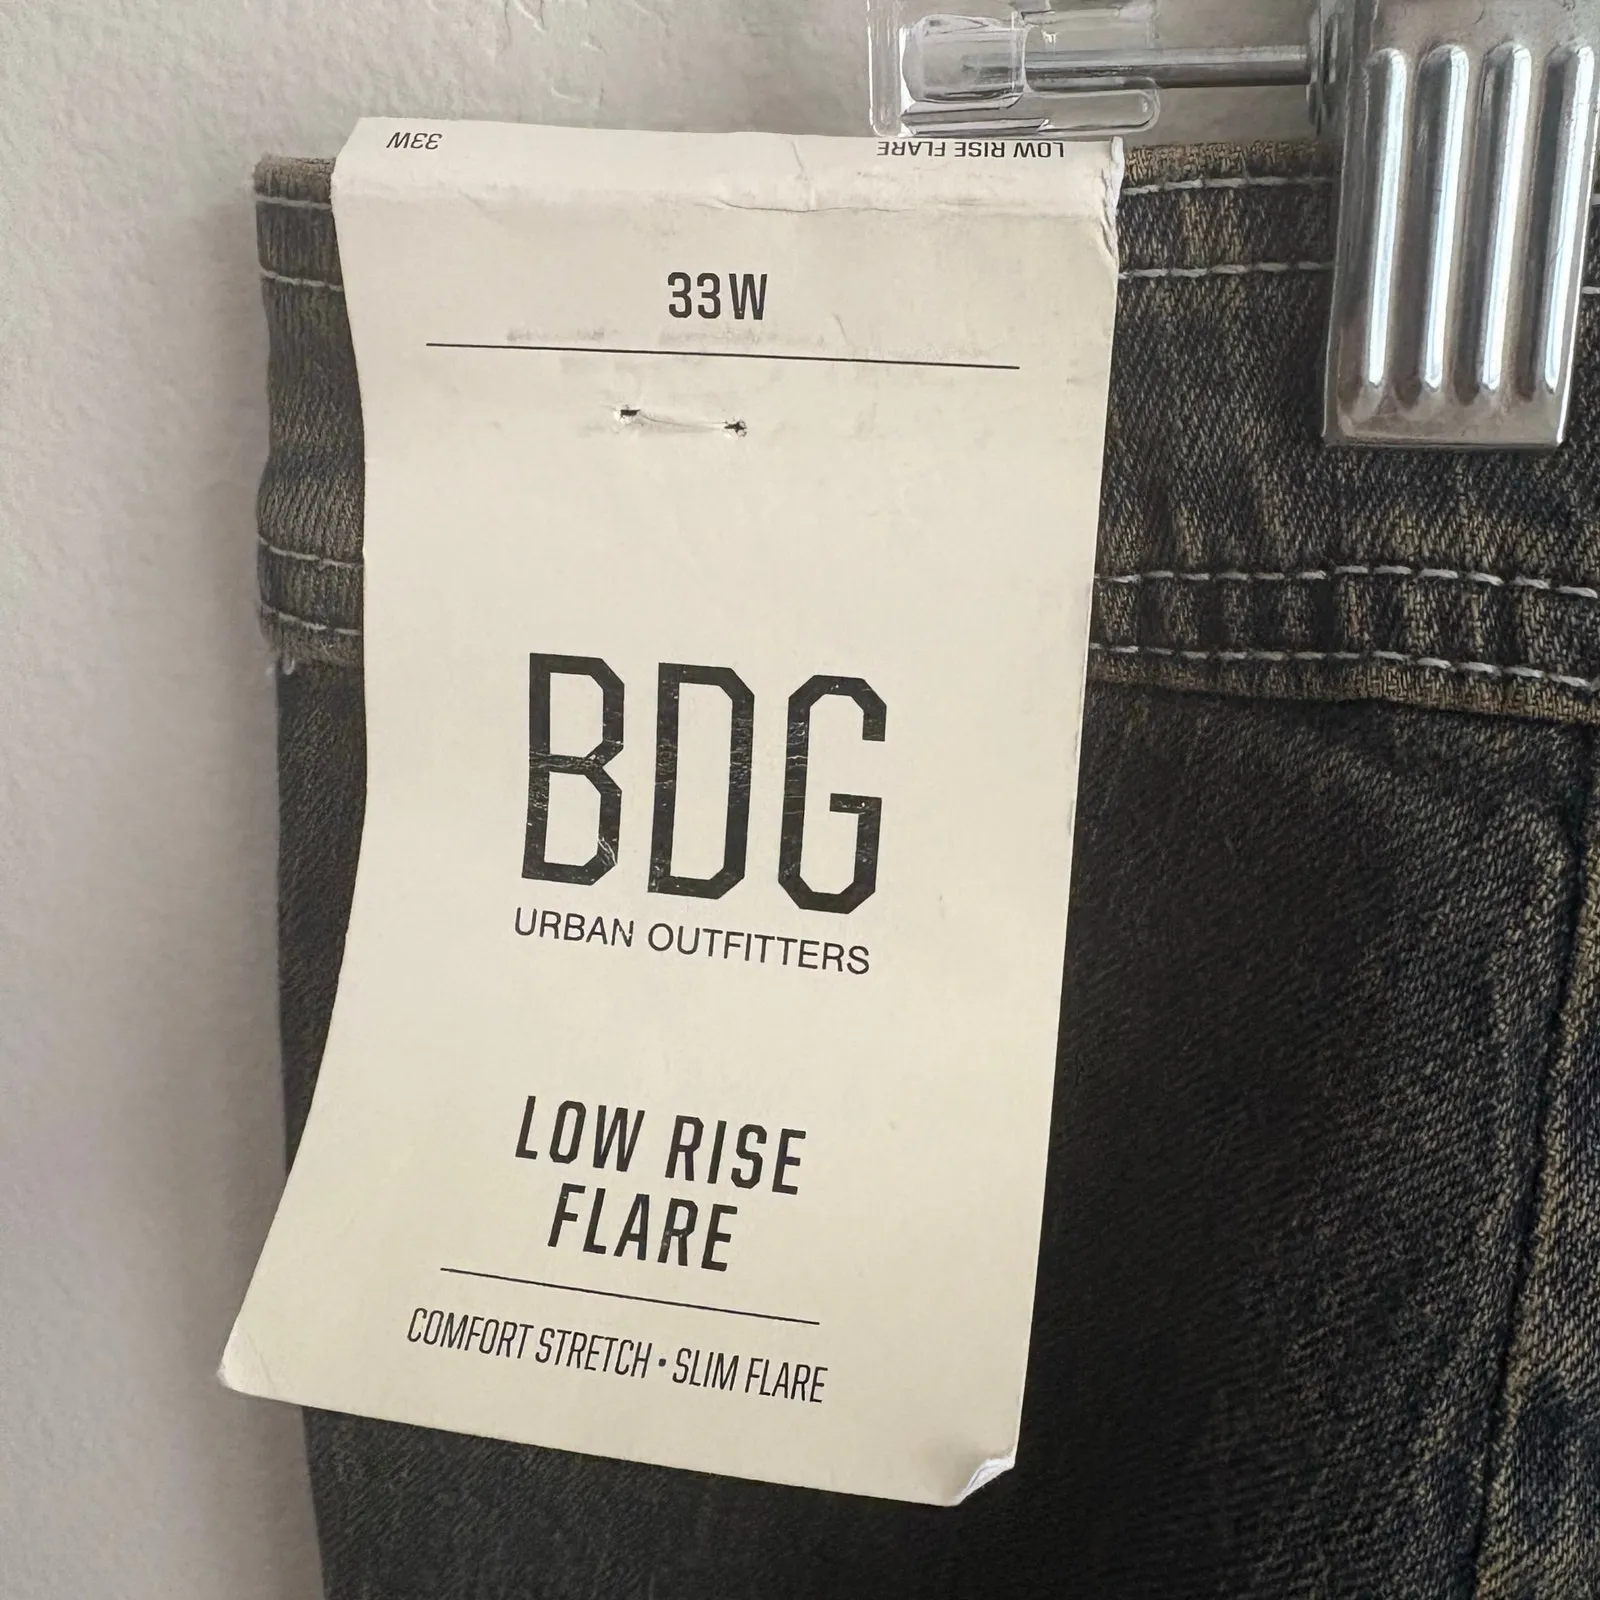 33W
LOW RISE FLARE
33W
BDG
URBAN OUTFITTERS
LOW RISE
FLARE
COMFORT STRETCH • SLIM FLARE